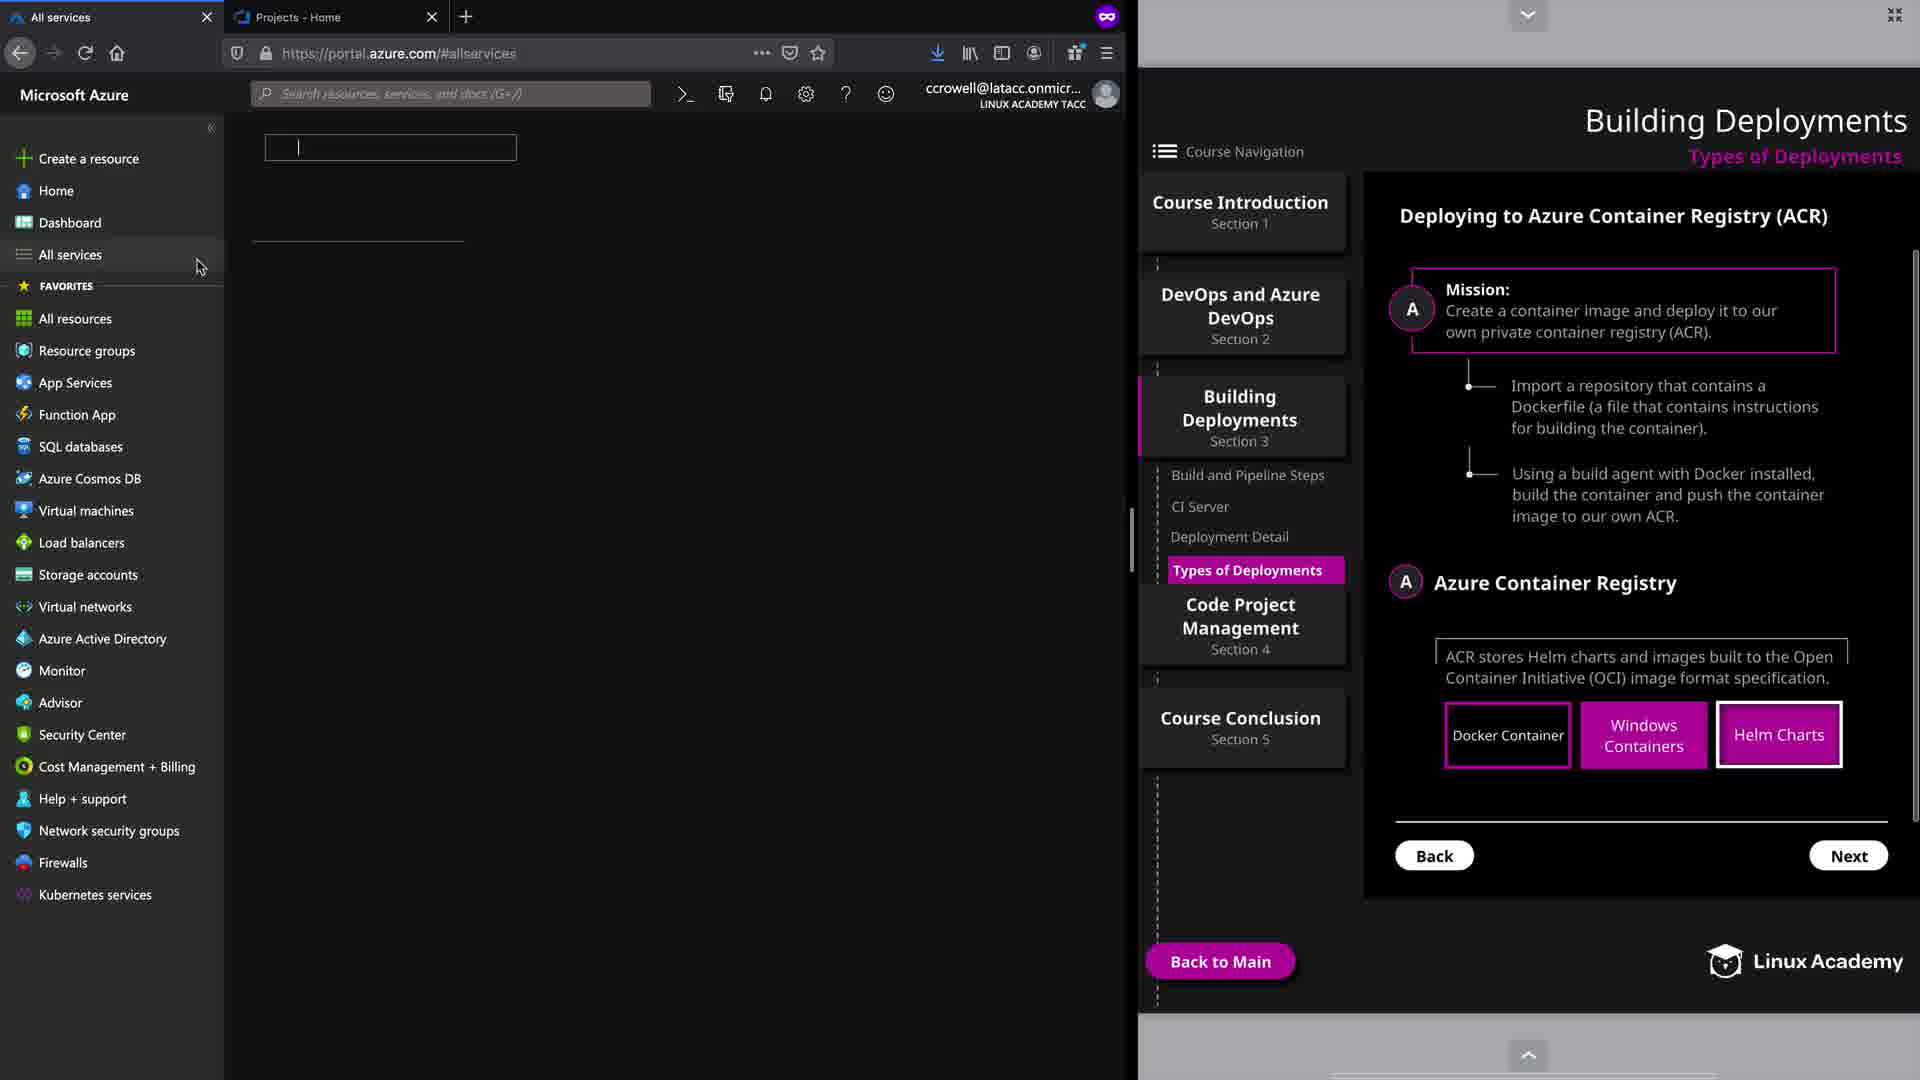 All services
Projects - Home
https://portal.azure.com/#allservices
Microsoft Azure
Search resources, services, and docs (G+/)
ccrowell@latacc.onmicr...
LINUX ACADEMY TACC
Create a resource
Home
Dashboard
All services
FAVORITES
All resources
Resource groups
App Services
Function App
SQL databases
Azure Cosmos DB
Virtual machines
Load balancers
Storage accounts
Virtual networks
Azure Active Directory
Monitor
Advisor
Security Center
Cost Management + Billing
Help + support
Network security groups
Firewalls
Kubernetes services
Building Deployments
Types of Deployments
Course Navigation
Course Introduction
Section 1
DevOps and Azure
DevOps
Section 2
Building
Deployments
Section 3
Build and Pipeline Steps
CI Server
Deployment Detail
Types of Deployments
Code Project
Management
Section 4
Course Conclusion
Section 5
Back to Main
Deploying to Azure Container Registry (ACR)
A
Mission:
Create a container image and deploy it to our
own private container registry (ACR).
Import a repository that contains a
Dockerfile (a file that contains instructions
for building the container).
Using a build agent with Docker installed,
build the container and push the container
image to our own ACR.
A Azure Container Registry
ACR stores Helm charts and images built to the Open
Container Initiative (OCI) image format specification.
Docker Container
Windows
Containers
Helm Charts
Back
Next
Linux Academy